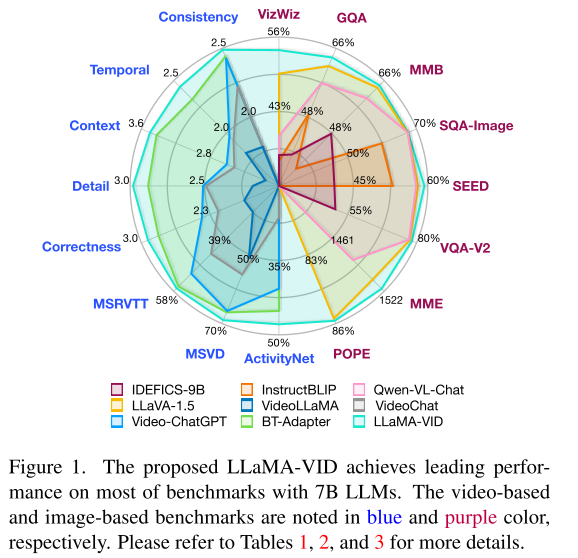 VizWiz
Consistency
GQA
56%
2.5
66%
Temporal
MMB
2.5
66%
43%
48%
2.0
Context
3.6
70%
SQA-Image
2.0
48%
2.8
50%
Detail
3.0
2.5
45%
60%
SEED
2.3
55%
Correctness
3.0
39%
1461
80%
VQA-V2
50%
35%
83%
MSRVTT
58%
1522
MME
70%
86%
MSVD
50%
POPE
ActivityNet
IDEFICS-9B InstructBLIP Qwen-VL-Chat
LLaVA-1.5 VideoLLaMA VideoChat
Video-ChatGPT BT-Adapter LLaMA-VID
Figure 1. The proposed LLaMA-VID achieves leading perfor-
mance on most of benchmarks with 7B LLMs. The video-based
and image-based benchmarks are noted in blue and purple color,
respectively. Please refer to Tables 1, 2, and 3 for more details.